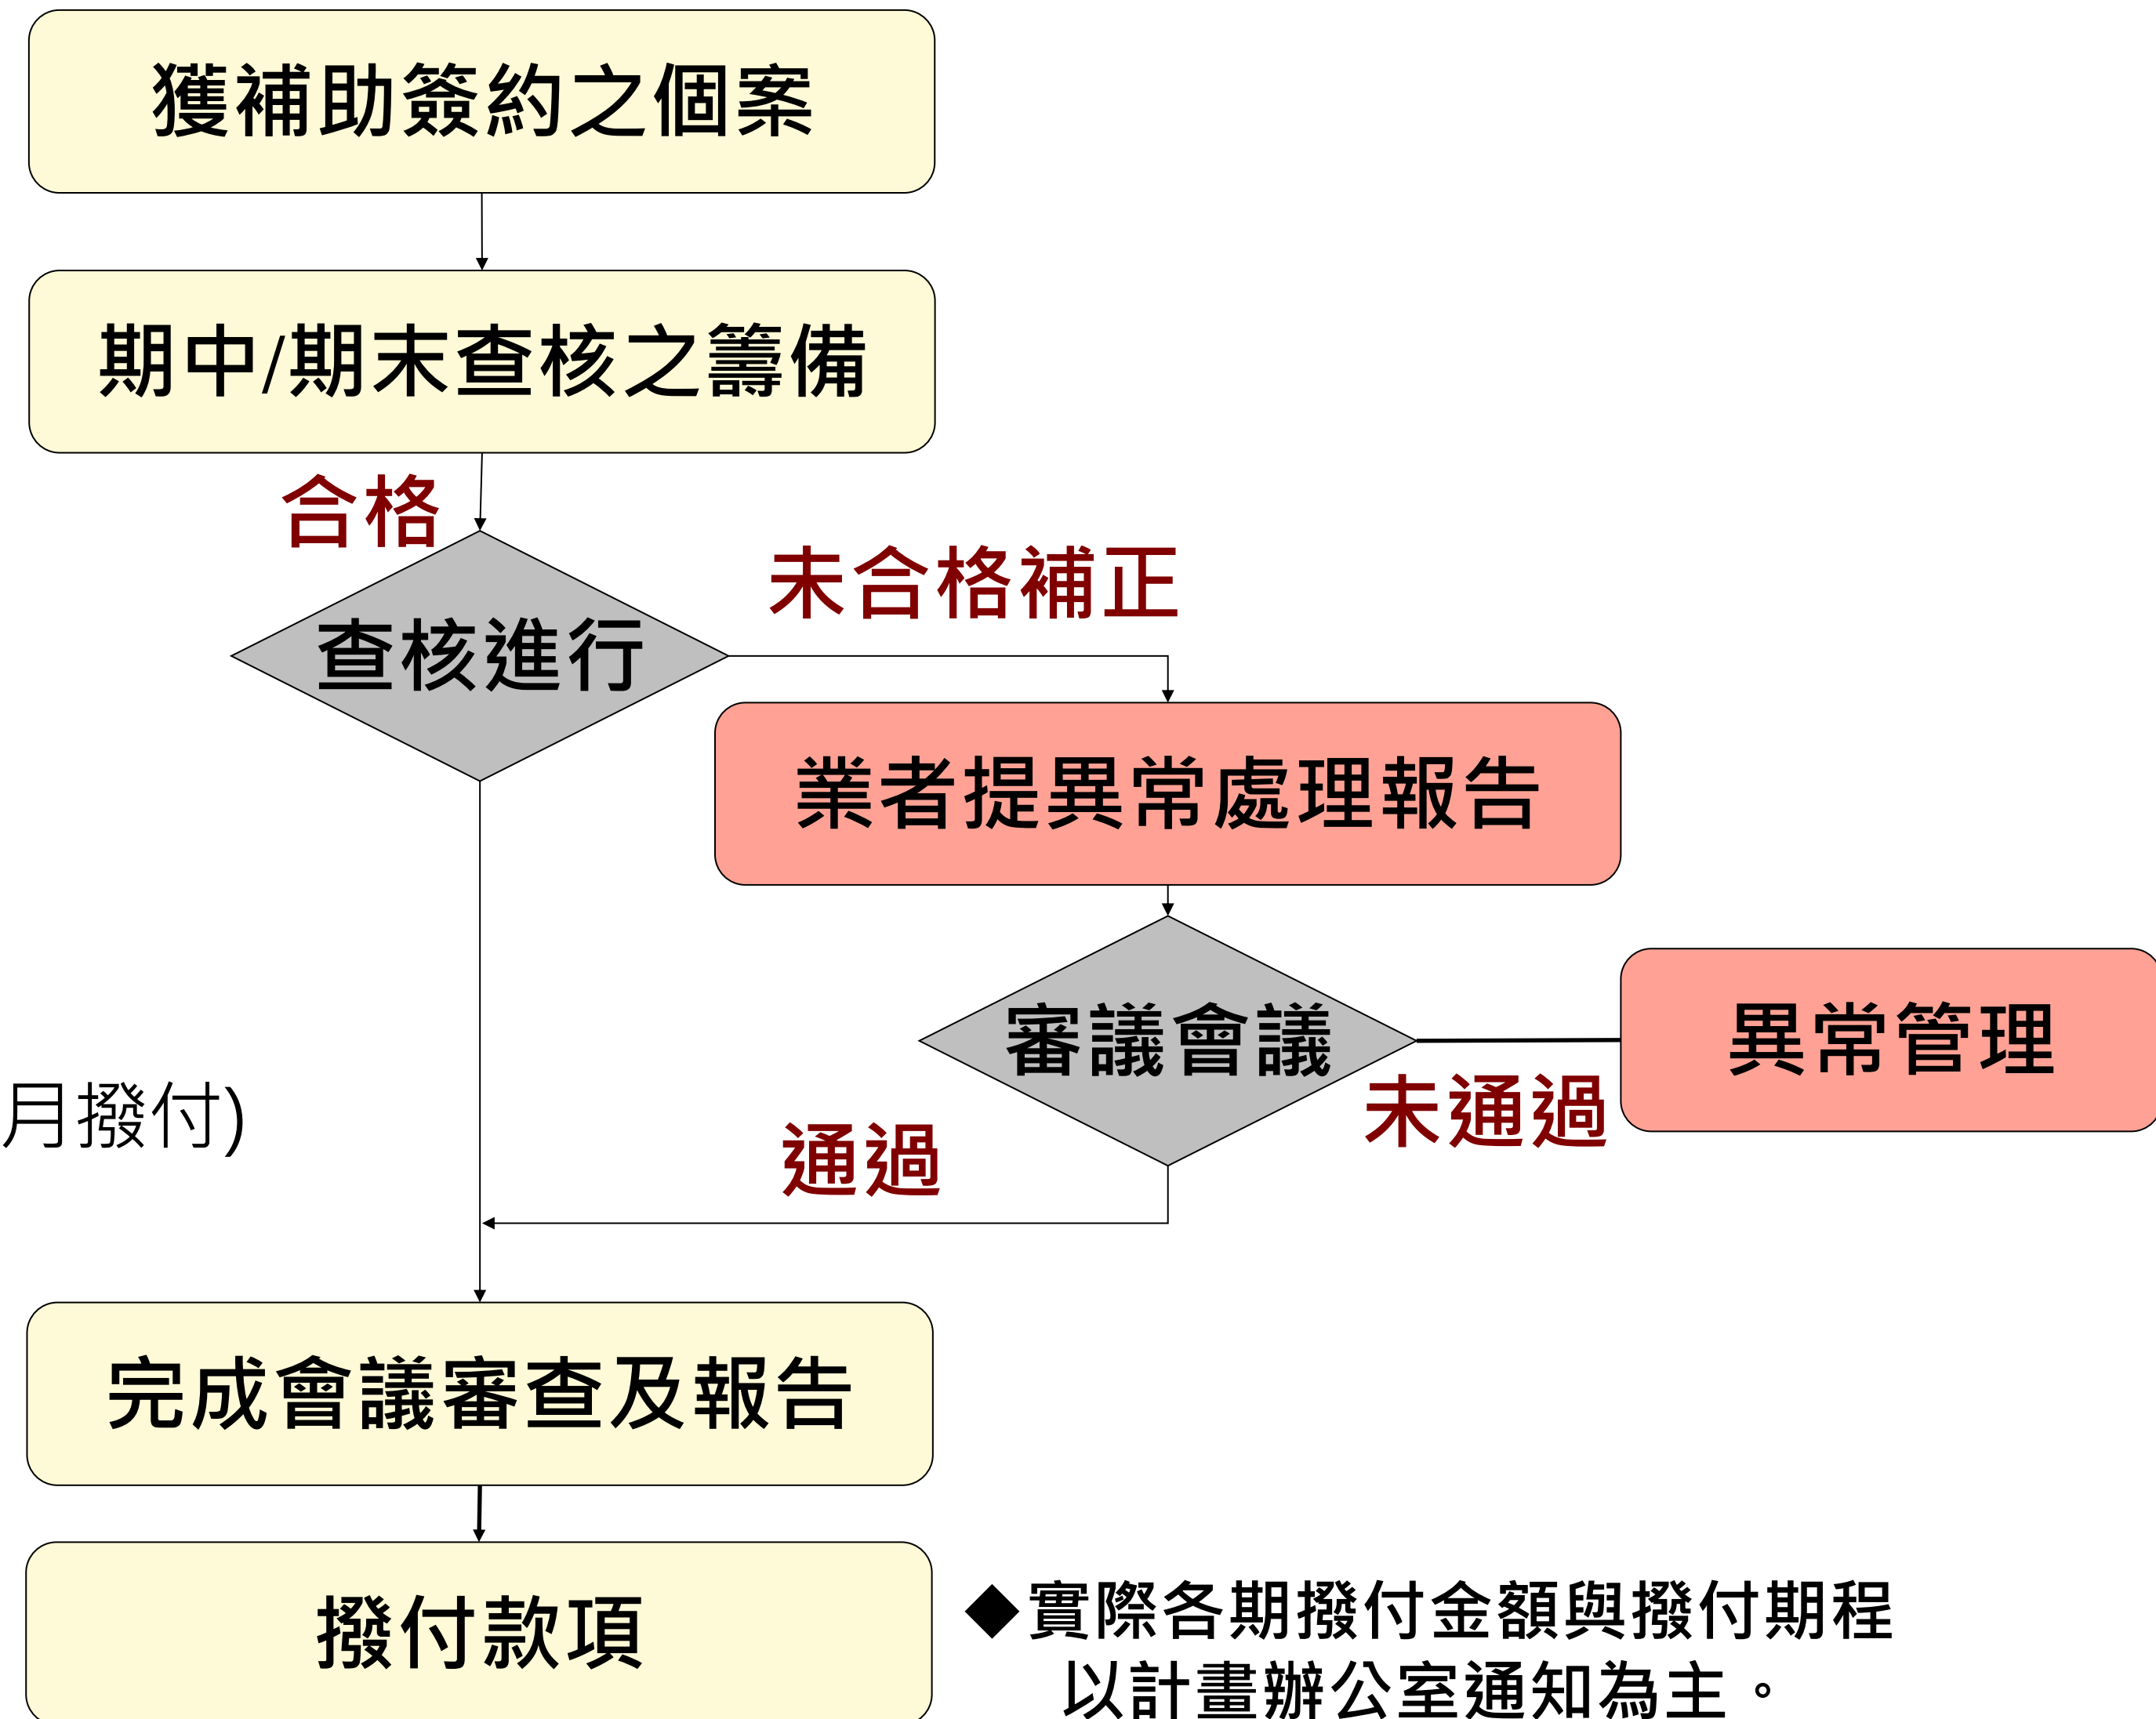 獲補助簽約之個案
期中/期末查核之籌備
合格
未合格補正
查核進行
業者提異常處理報告
審議會議
異常管理
未通過
月發付)
通過
完成會議審查及報告
撥付款項
◆實際各期撥付金額與撥付期程
以計畫辦公室通知為主。